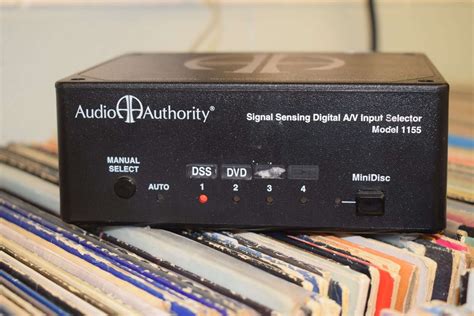 Audio Authority®
Signal Sensing Digital A/V Input Selector
Model 1155
MANUAL
SELECT
DSS DVD
AUTO 1 2 3 4
MiniDisc